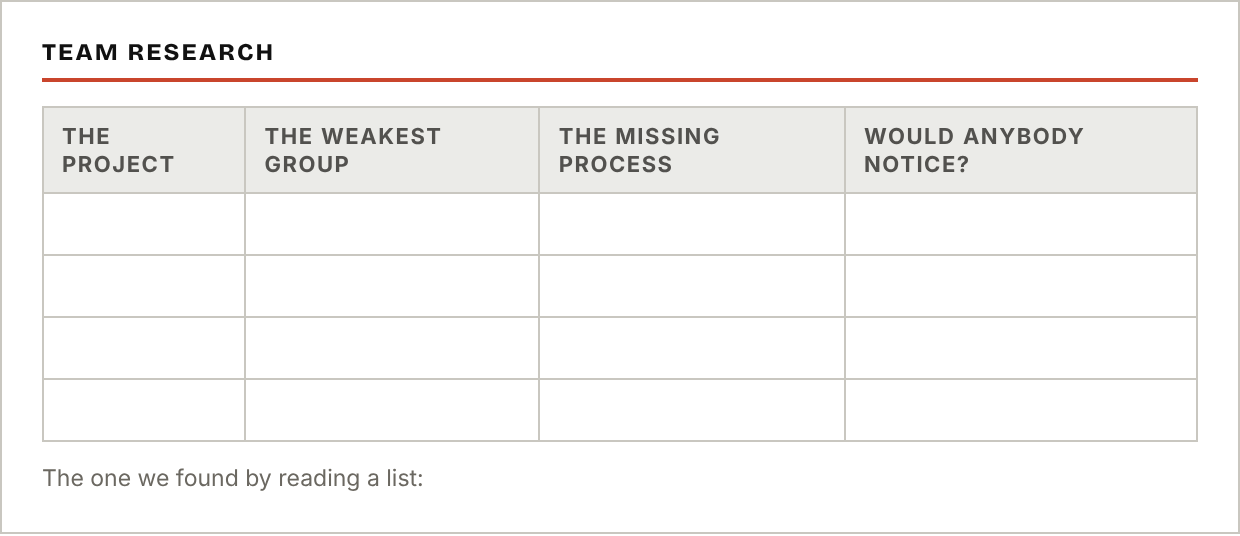 TEAM RESEARCH
THE PROJECT
THE WEAKEST GROUP
THE MISSING PROCESS
WOULD ANYBODY NOTICE?
The one we found by reading a list: